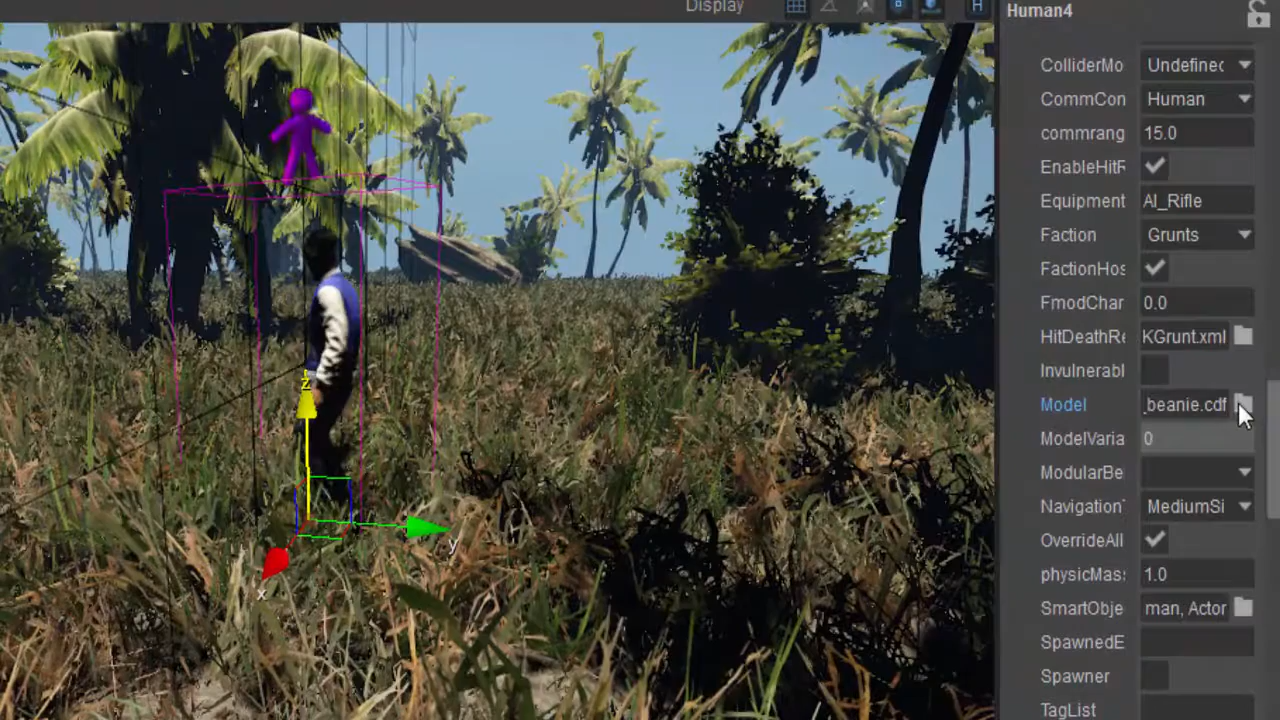 Display
H
Human4
ColliderMo Undefinec
CommCon Human
commrang 15.0
EnableHitR
Equipment AI_Rifle
Faction Grunts
FactionHos
FmodChar 0.0
HitDeathRe KGrunt.xml
Invulnerabl
Model _beanie.cdf
ModelVaria 0
ModularBe
Navigation MediumSi
OverrideAll
physicMass 1.0
SmartObje man, Actor
SpawnedE
Spawner
TagList
z
y
x